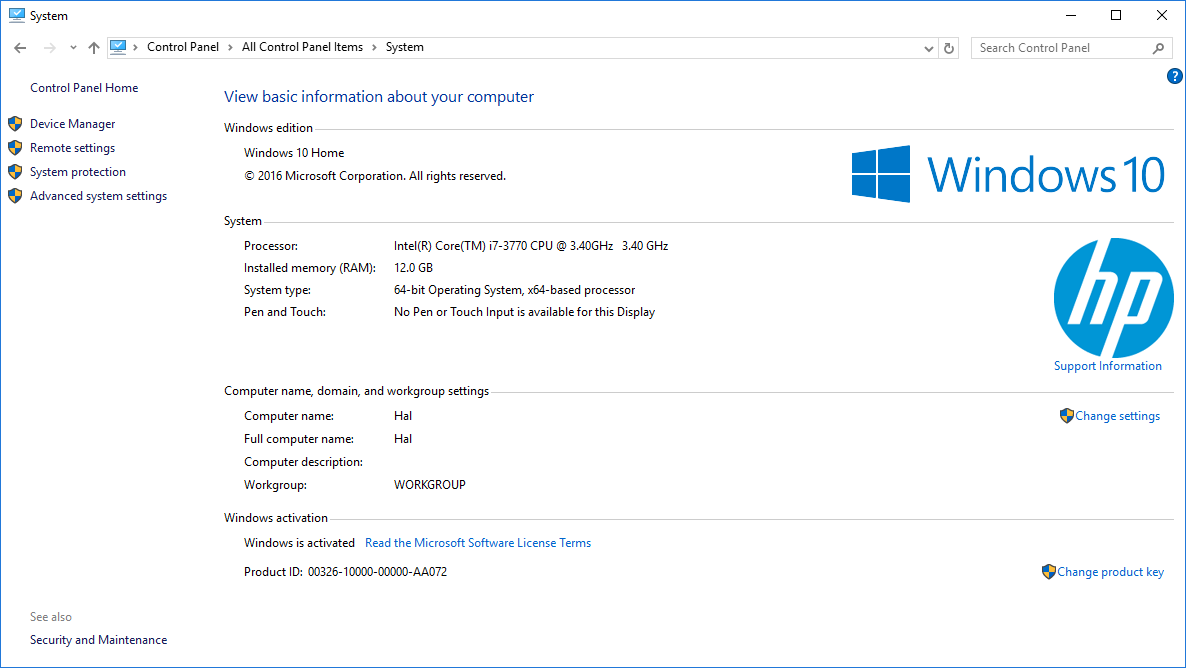 System
Control Panel > All Control Panel Items > System
Search Control Panel
?
Control Panel Home
Device Manager
Remote settings
System protection
Advanced system settings
View basic information about your computer
Windows edition
Windows 10 Home
© 2016 Microsoft Corporation. All rights reserved.
Windows 10
System
Processor: Intel(R) Core(TM) i7-3770 CPU @ 3.40GHz 3.40 GHz
Installed memory (RAM): 12.0 GB
System type: 64-bit Operating System, x64-based processor
Pen and Touch: No Pen or Touch Input is available for this Display
hp
Support Information
Computer name, domain, and workgroup settings
Computer name: Hal
Change settings
Full computer name: Hal
Computer description:
Workgroup: WORKGROUP
Windows activation
Windows is activated Read the Microsoft Software License Terms
Product ID: 00326-10000-00000-AA072
Change product key
See also
Security and Maintenance